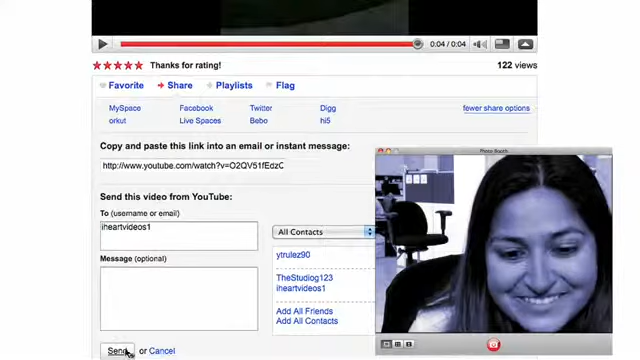 0:04 / 0:04
Thanks for rating!
122 views
Favorite
Share
Playlists
Flag
MySpace
Facebook
Twitter
Digg
fewer share options
orkut
Live Spaces
Bebo
hi5
Copy and paste this link into an email or instant message:
http://www.youtube.com/watch?v=O2QV51fEdzC
Photo Booth
Send this video from YouTube:
To (username or email)
iheartvideos1
All Contacts
ytrulez90
Message (optional)
TheStudiog123
iheartvideos1
Add All Friends
Add All Contacts
Send
or Cancel